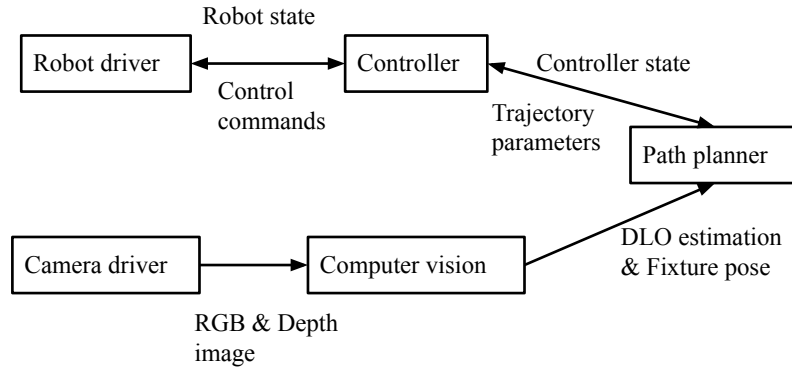 Robot state
Robot driver
Controller
Controller state
Control
commands
Trajectory
parameters
Path planner
DLO estimation
& Fixture pose
Camera driver
Computer vision
RGB & Depth
image